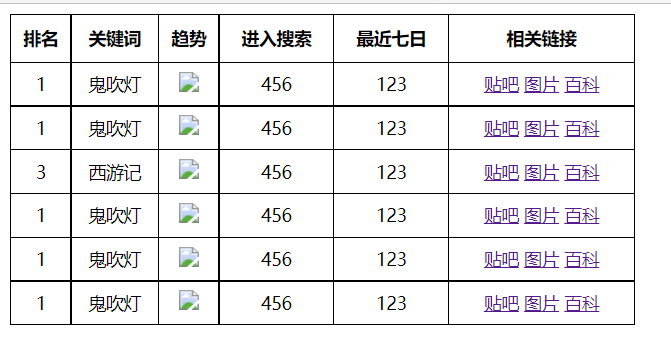 排名 关键词 趋势 进入搜索 最近七日 相关链接
1 鬼吹灯 456 123 贴吧 图片 百科
1 鬼吹灯 456 123 贴吧 图片 百科
3 西游记 456 123 贴吧 图片 百科
1 鬼吹灯 456 123 贴吧 图片 百科
1 鬼吹灯 456 123 贴吧 图片 百科
1 鬼吹灯 456 123 贴吧 图片 百科